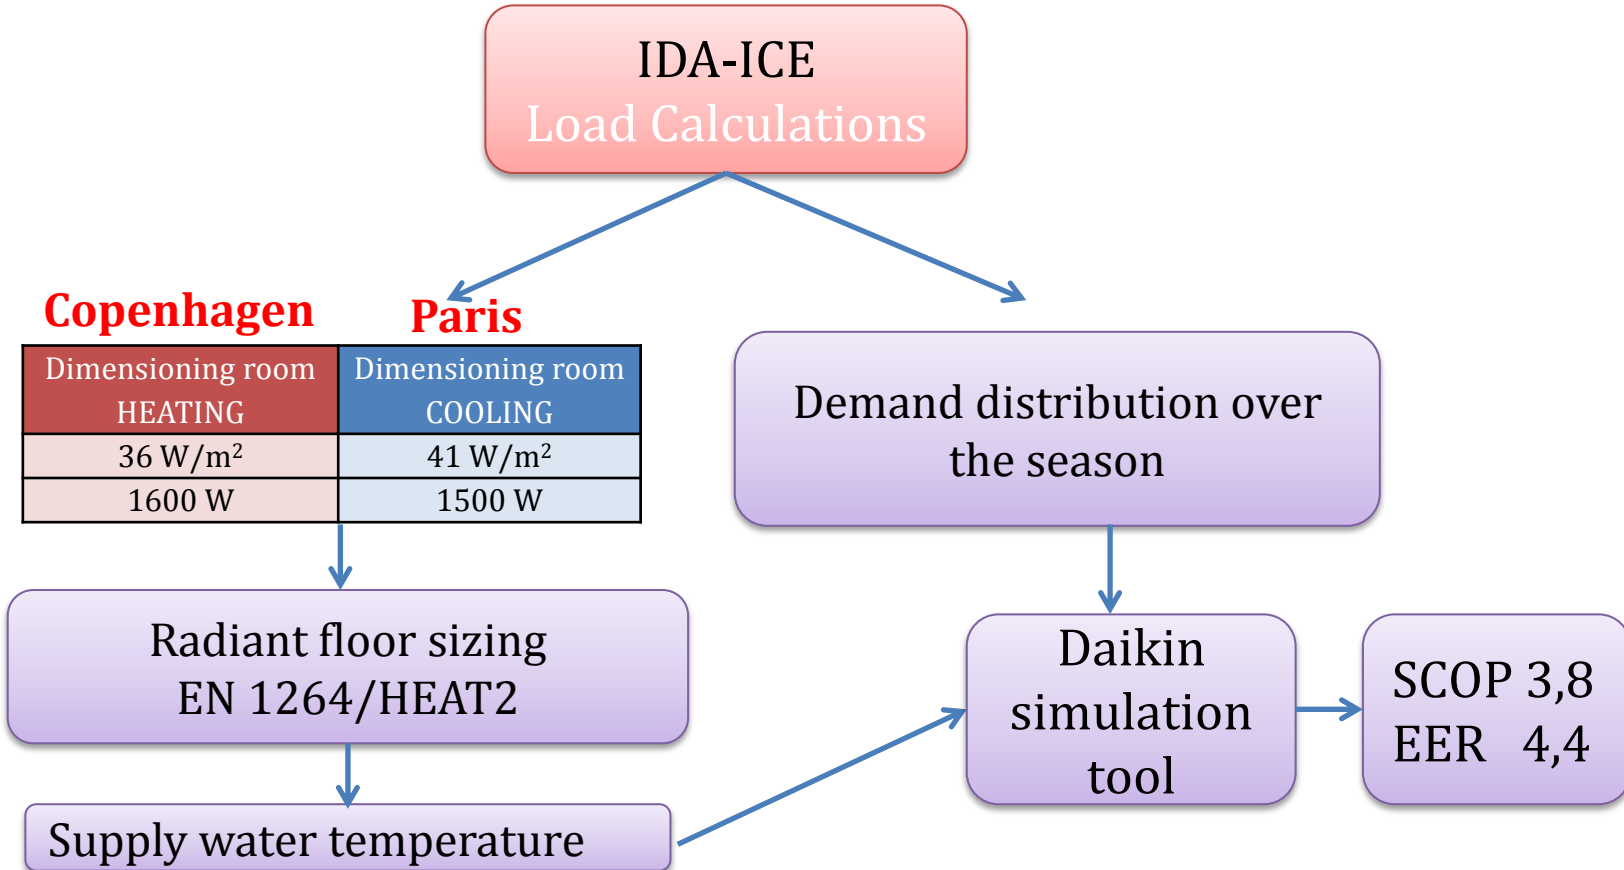 IDA-ICE
Load Calculations
Copenhagen
Paris
Dimensioning room
HEATING
Dimensioning room
COOLING
36 W/m²
41 W/m²
1600 W
1500 W
Demand distribution over
the season
Radiant floor sizing
EN 1264/HEAT2
Supply water temperature
Daikin
simulation
tool
SCOP 3,8
EER 4,4